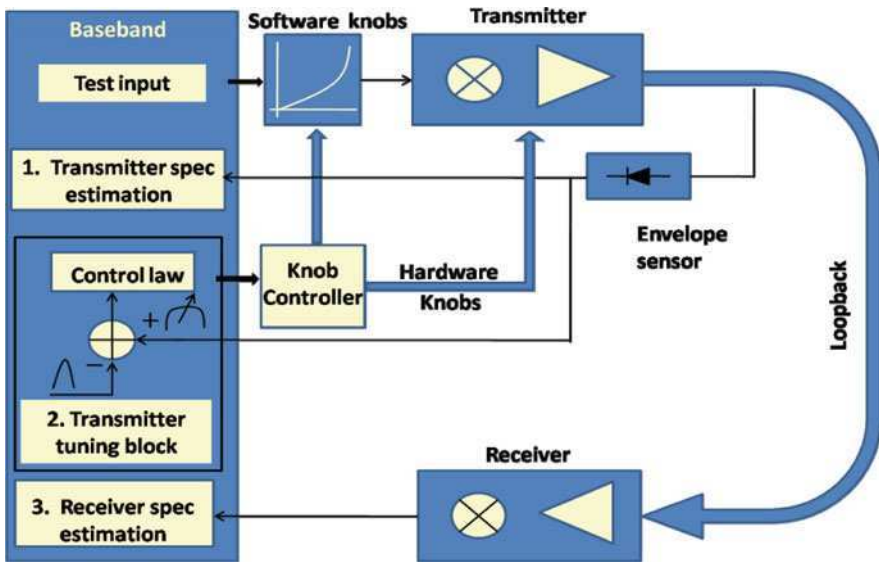 Baseband
Software knobs
Transmitter
Test input
1. Transmitter spec
estimation
Envelope
sensor
Control law
Knob
Controller
Hardware
Knobs
+
−
2. Transmitter
tuning block
Loopback
Receiver
3. Receiver spec
estimation